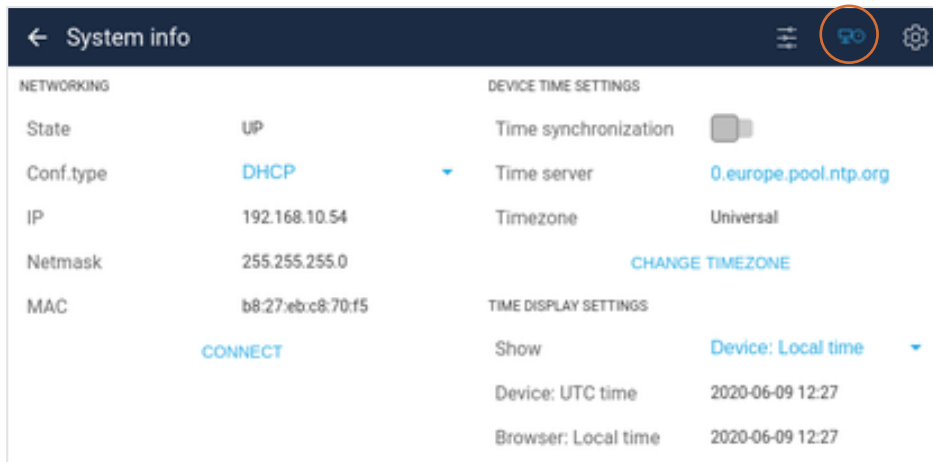 System info
NETWORKING
State UP
Conf.type DHCP
IP 192.168.10.54
Netmask 255.255.255.0
MAC b8:27:eb:c8:70:f5
CONNECT
DEVICE TIME SETTINGS
Time synchronization
Time server 0.europe.pool.ntp.org
Timezone Universal
CHANGE TIMEZONE
TIME DISPLAY SETTINGS
Show Device: Local time
Device: UTC time 2020-06-09 12:27
Browser: Local time 2020-06-09 12:27